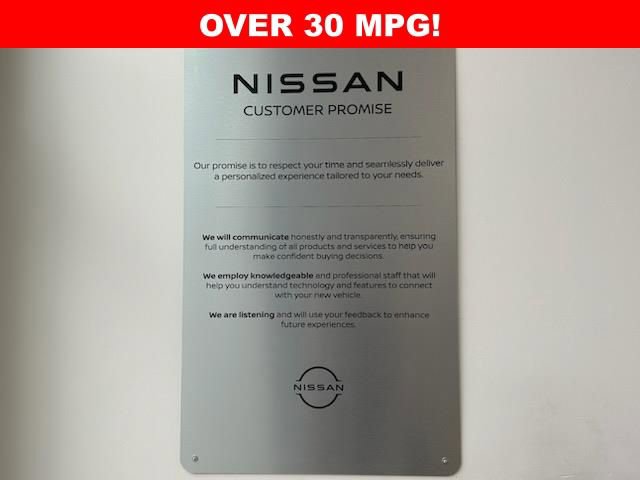 OVER 30 MPG!
NISSAN
CUSTOMER PROMISE
Our promise is to respect your time and seamlessly deliver
a personalized experience tailored to your needs.
We will communicate honestly and transparently, ensuring
full understanding of all products and services to help you
make confident buying decisions.
We employ knowledgeable and professional staff that will
help you understand technology and features to connect
with your new vehicle.
We are listening and will use your feedback to enhance
future experiences.
NISSAN